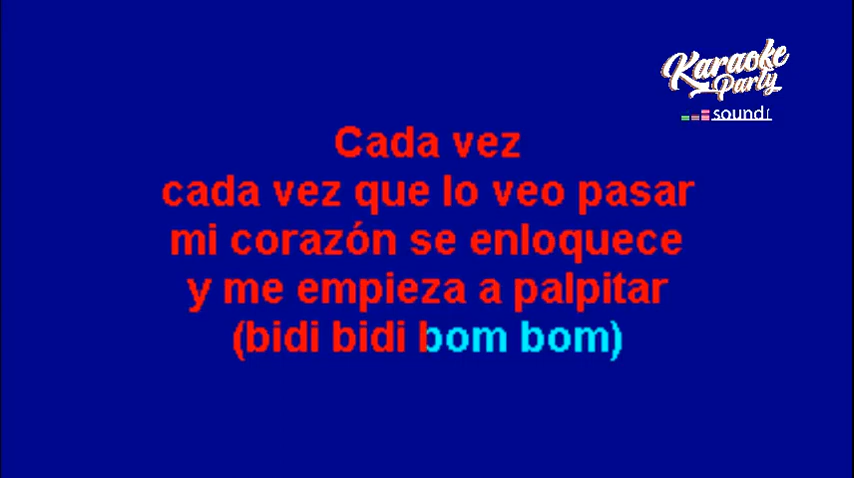 Karaoke
Party
sound
Cada vez
cada vez que lo veo pasar
mi corazón se enloquece
y me empieza a palpitar
(bidi bidi bom bom)